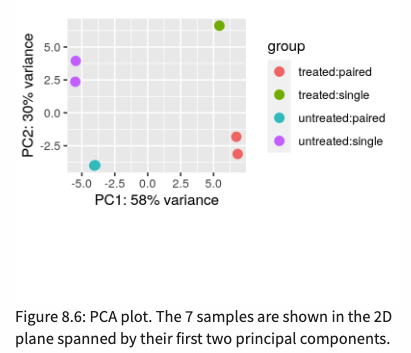 group
5.0
2.5
0.0
-2.5
PC2: 30% variance
treated:paired
treated:single
untreated:paired
untreated:single
-5.0 -2.5 0.0 2.5 5.0
PC1: 58% variance
Figure 8.6: PCA plot. The 7 samples are shown in the 2D
plane spanned by their first two principal components.